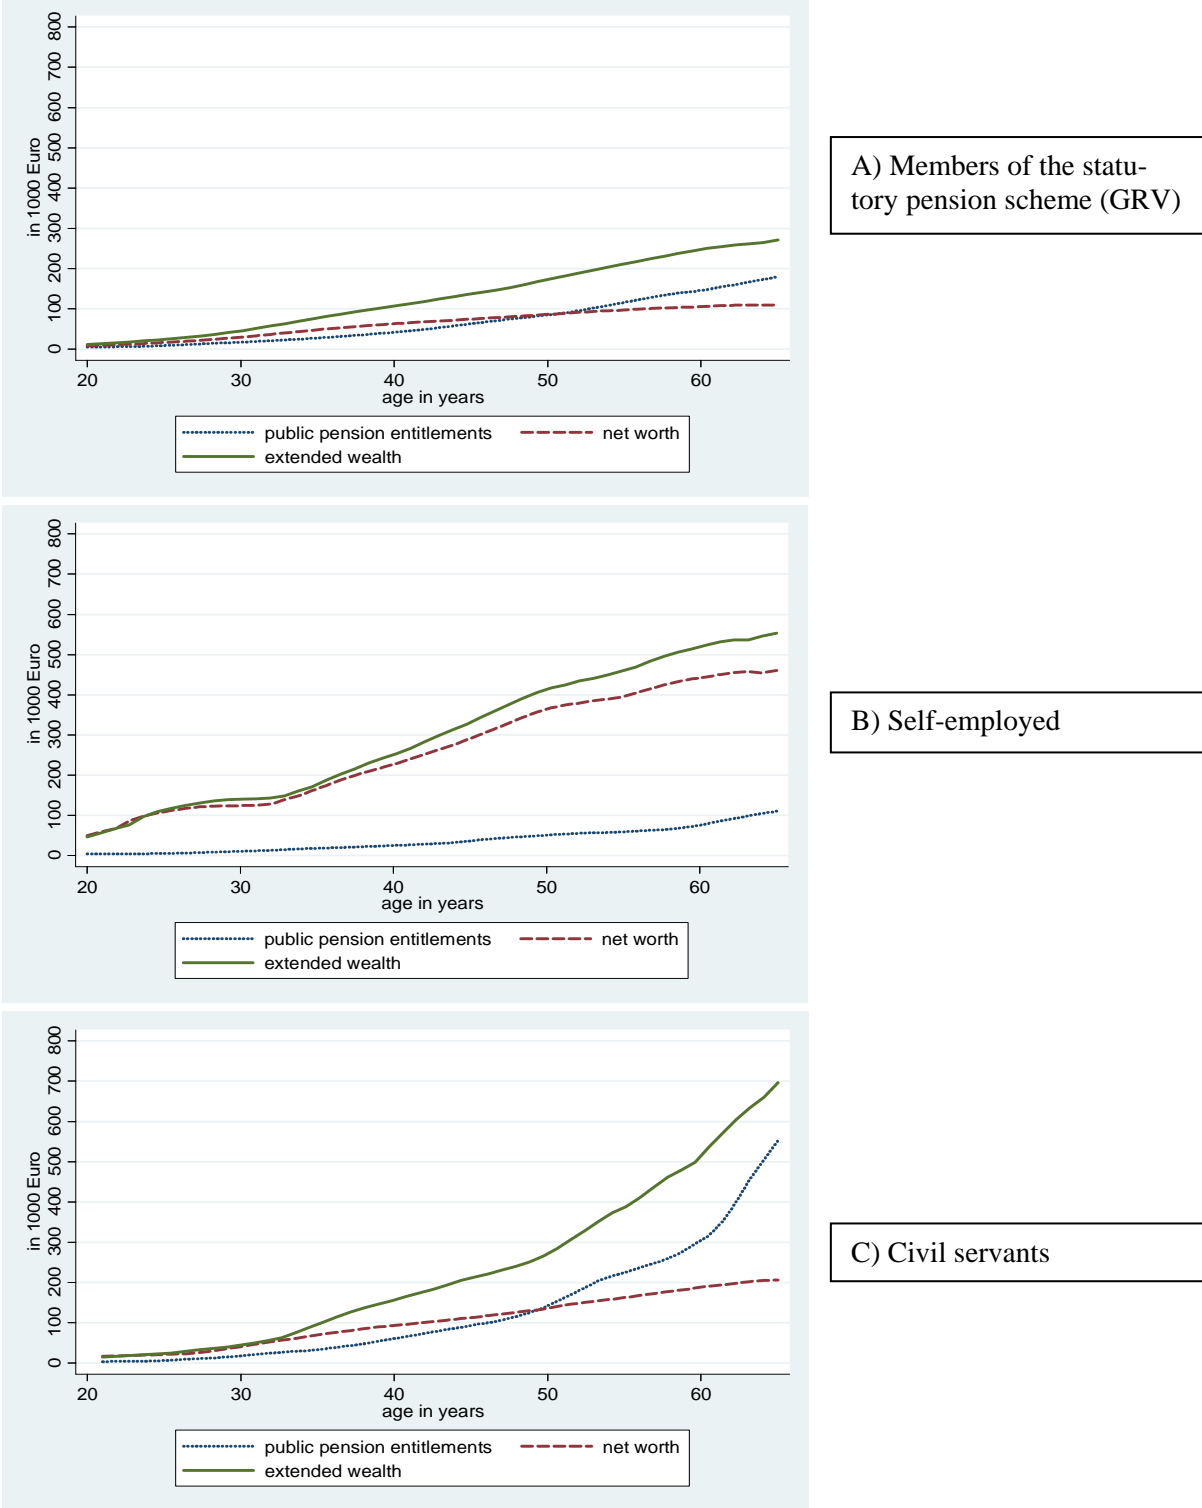 800
700
600
500
400
300
200
100
0
in 1000 Euro
20 30 40 50 60
age in years
public pension entitlements net worth
extended wealth
A) Members of the statu-
tory pension scheme (GRV)
800
700
600
500
400
300
200
100
0
in 1000 Euro
20 30 40 50 60
age in years
public pension entitlements net worth
extended wealth
B) Self-employed
800
700
600
500
400
300
200
100
0
in 1000 Euro
20 30 40 50 60
age in years
public pension entitlements net worth
extended wealth
C) Civil servants